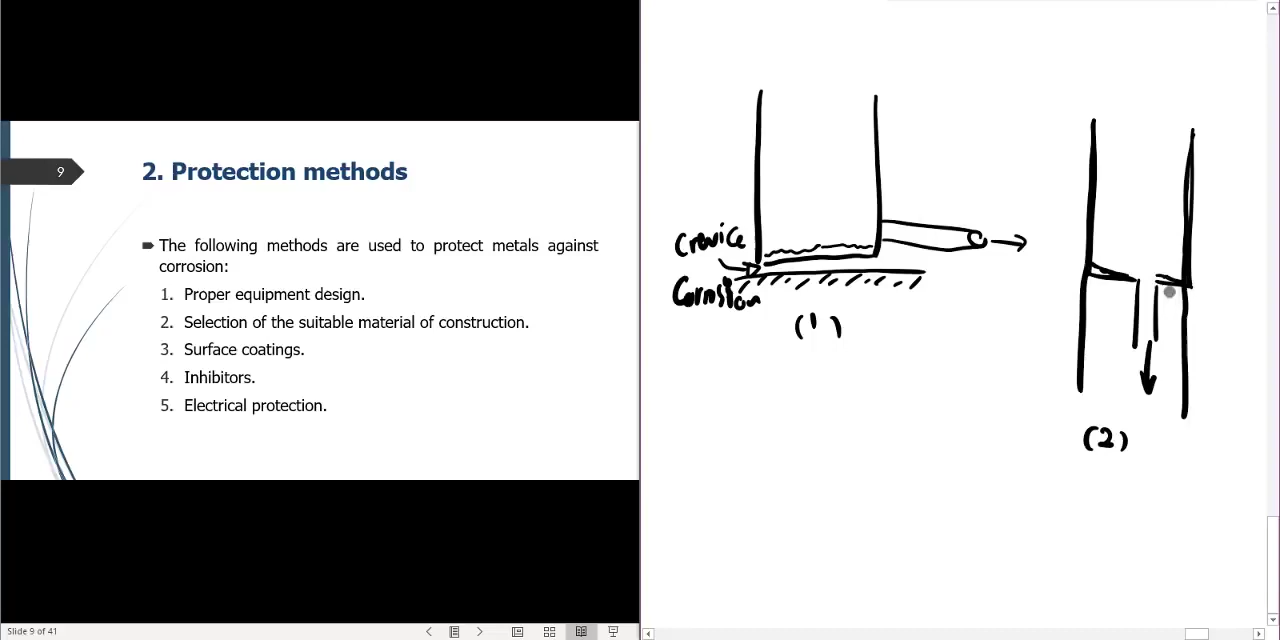 9
2. Protection methods
The following methods are used to protect metals against
corrosion:
1. Proper equipment design.
2. Selection of the suitable material of construction.
3. Surface coatings.
4. Inhibitors.
5. Electrical protection.
Crevice
Corrosion
(1)
(2)
Slide 9 of 41